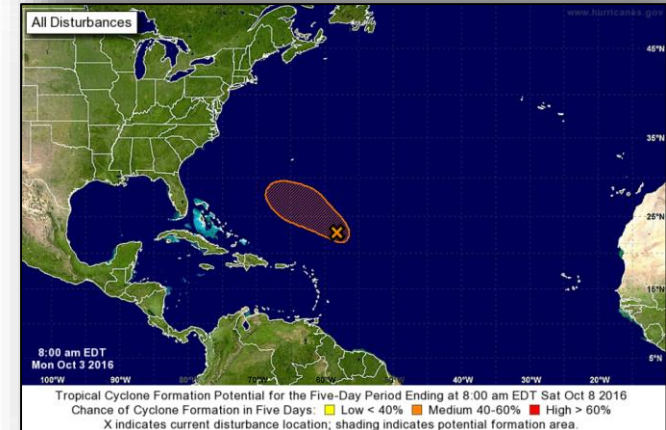 All Disturbances
www.hurricanes.gov
45°N
35°N
25°N
15°N
5°N
8:00 am EDT
Mon Oct 3 2016
100°W 90°W 80°W 70°W 60°W 50°W 40°W 30°W 20°W
Tropical Cyclone Formation Potential for the Five-Day Period Ending at 8:00 am EDT Sat Oct 8 2016
Chance of Cyclone Formation in Five Days: Low < 40% Medium 40-60% High > 60%
X indicates current disturbance location; shading indicates potential formation area.